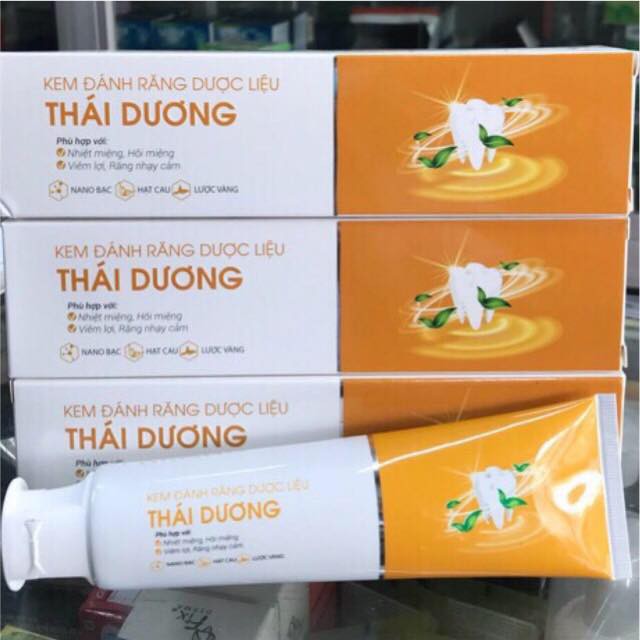 KEM ĐÁNH RĂNG DƯỢC LIỆU
THÁI DƯƠNG
Phù hợp với:
Nhiệt miệng, Hôi miệng
Viêm lợi, Răng nhạy cảm
NANO BẠC HẠT CAU LƯỢC VÀNG
KEM ĐÁNH RĂNG DƯỢC LIỆU
THÁI DƯƠNG
Phù hợp với:
Nhiệt miệng, Hôi miệng
Viêm lợi, Răng nhạy cảm
NANO BẠC HẠT CAU LƯỢC VÀNG
KEM ĐÁNH RĂNG DƯỢC LIỆU
THÁI DƯƠNG
Phù hợp với:
KEM ĐÁNH RĂNG DƯỢC LIỆU
THÁI DƯƠNG
Phù hợp với
Nhiệt miệng, Hôi miệng
Viêm lợi, Răng nhạy cảm
NANO BẠC HẠT CAU LƯỢC VÀNG